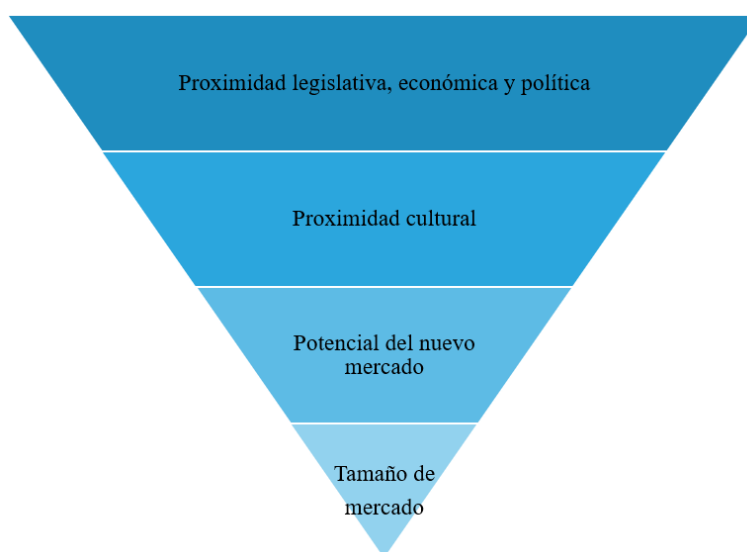 Proximidad legislativa, económica y política
Proximidad cultural
Potencial del nuevo
mercado
Tamaño de
mercado